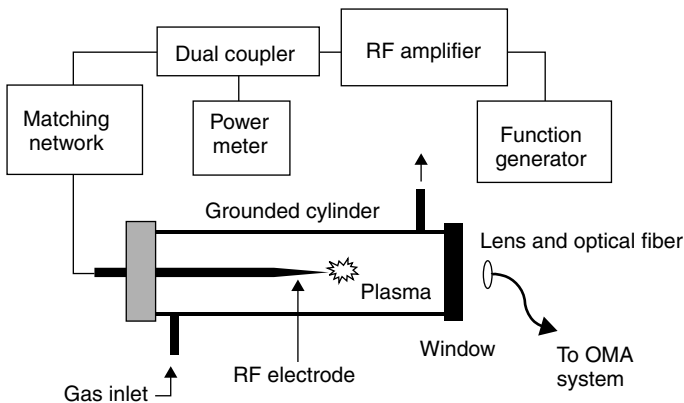 Dual coupler
RF amplifier
Matching
network
Power
meter
Function
generator
Grounded cylinder
Lens and optical fiber
Plasma
Window
RF electrode
To OMA
system
Gas inlet